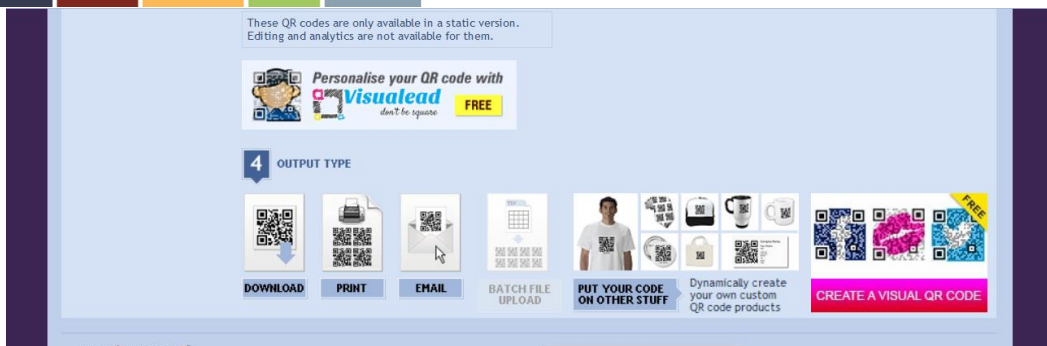 These QR codes are only available in a static version.
Editing and analytics are not available for them.
Personalise your QR code with
Visualead
don't be square
FREE
4 OUTPUT TYPE
DOWNLOAD
PRINT
EMAIL
BATCH FILE
UPLOAD
PUT YOUR CODE
ON OTHER STUFF
Dynamically create
your own custom
QR code products
FREE
CREATE A VISUAL QR CODE